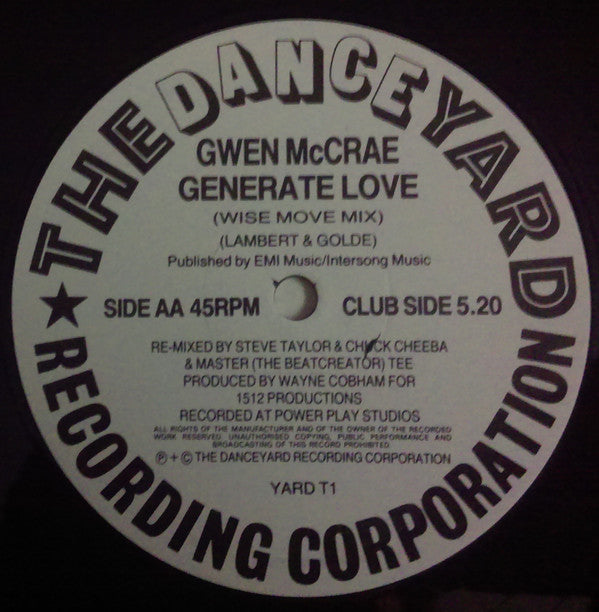 THE DANCEYARD
GWEN McCRAE
GENERATE LOVE
(WISE MOVE MIX)
(LAMBERT & GOLDE)
Published by EMI Music/Intersong Music
SIDE AA 45RPM CLUB SIDE 5.20
RE-MIXED BY STEVE TAYLOR & CHUCK CHEEBA
& MASTER (THE BEATCREATOR) TEE
PRODUCED BY WAYNE COBHAM FOR
1512 PRODUCTIONS
RECORDED AT POWER PLAY STUDIOS
ALL RIGHTS OF THE MANUFACTURER AND OF THE OWNER OF THE RECORDED
WORK RESERVED. UNAUTHORISED COPYING, PUBLIC PERFORMANCE AND
BROADCASTING OF THIS RECORD PROHIBITED
℗ + © THE DANCEYARD RECORDING CORPORATION
YARD T1
★ RECORDING CORPORATION